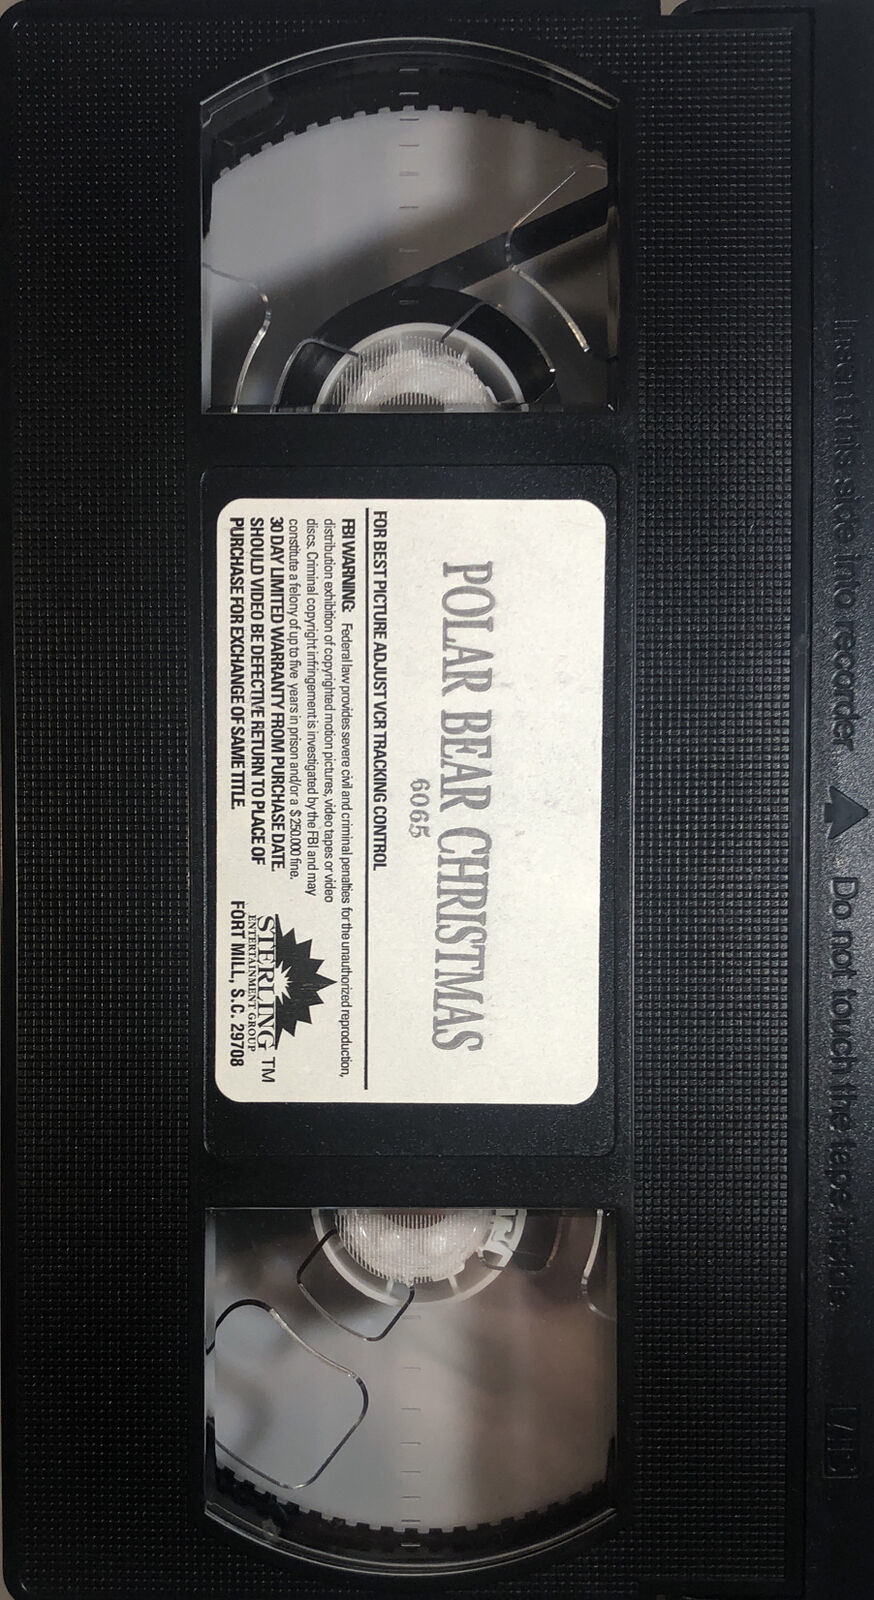 Insert this side into recorder
Do not touch the tape inside.
POLAR BEAR CHRISTMAS
6065
FOR BEST PICTURE ADJUST VCR TRACKING CONTROL
FBI WARNING: Federal law provides severe civil and criminal penalties for the unauthorized reproduction,
distribution exhibition of copyrighted motion pictures, video tapes or video
discs. Criminal copyright infringement is investigated by the FBI and may
constitute a felony of up to five years in prison and/or a $250.000 fine.
30 DAY LIMITED WARRANTY FROM PURCHASE DATE.
SHOULD VIDEO BE DEFECTIVE RETURN TO PLACE OF
PURCHASE FOR EXCHANGE OF SAME TITLE.
STERLING TM
ENTERTAINMENT GROUP
FORT MILL, S.C. 29708